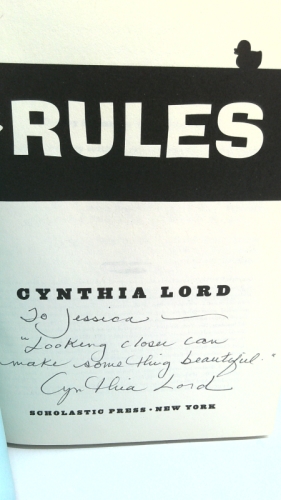 RULES
CYNTHIA LORD
To Jessica —
"Looking closer can
make something beautiful."
Cynthia Lord
SCHOLASTIC PRESS • NEW YORK